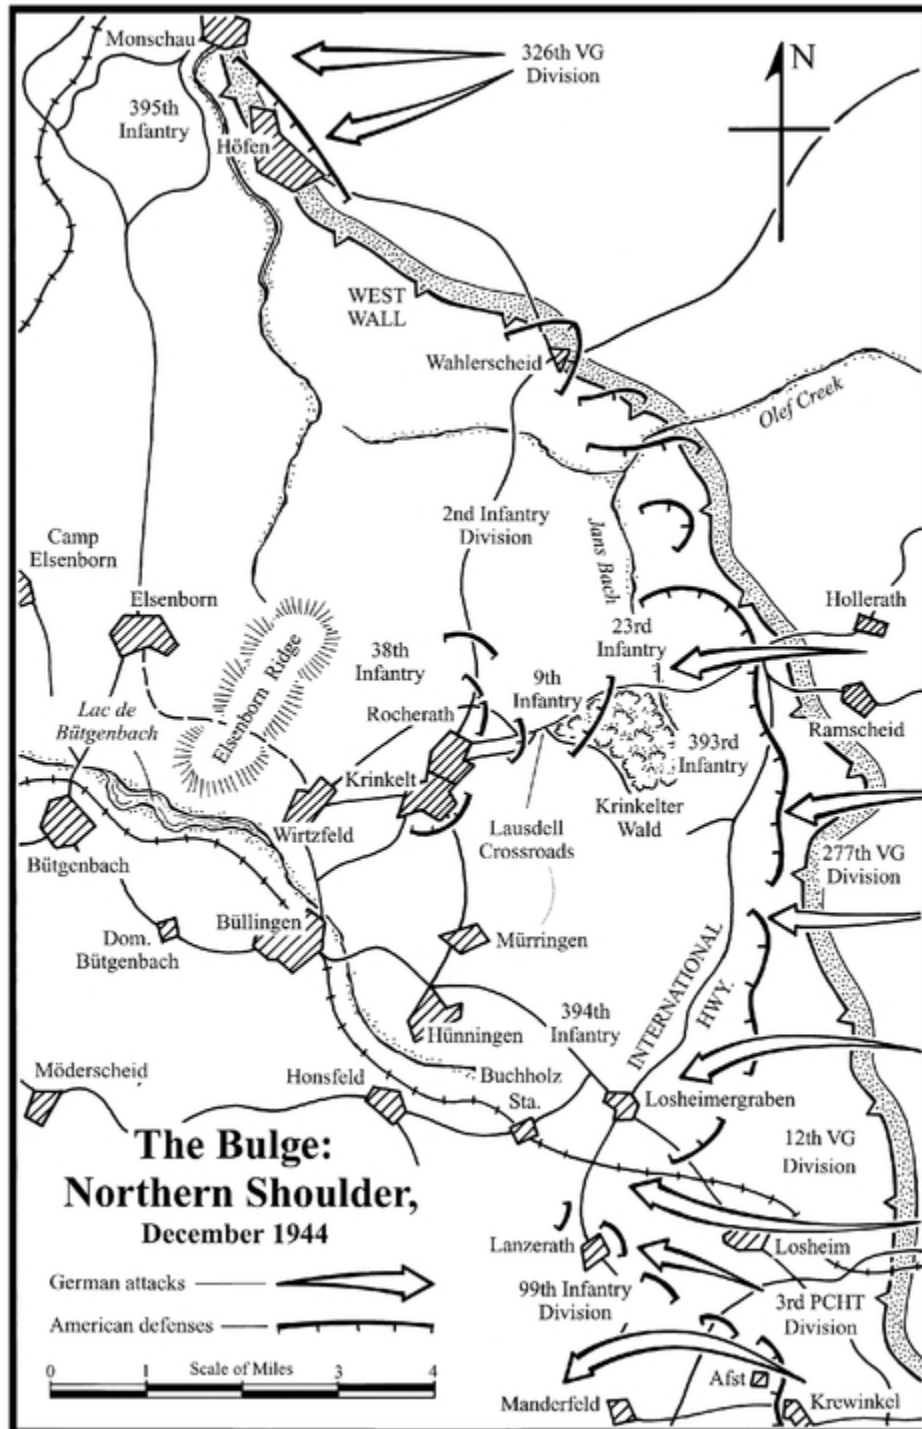 Monschau
326th VG
Division
N
395th
Infantry
Höfen
WEST
WALL
Wahlerscheid
Olef Creek
2nd Infantry
Division
Jans Bach
Camp
Elsenborn
Elsenborn
Hollerath
Elsenborn Ridge
38th
Infantry
23rd
Infantry
9th
Infantry
Lac de
Bütgenbach
Rocherath
Ramscheid
393rd
Infantry
Krinkelt
Krinkelter
Wald
Wirtzfeld
Lausdell
Crossroads
Bütgenbach
277th VG
Division
Büllingen
Dom.
Bütgenbach
Mürringen
INTERNATIONAL
HWY.
394th
Infantry
Hünningen
Möderscheid
Honsfeld
Buchholz
Sta.
Losheimergraben
The Bulge:
Northern Shoulder,
December 1944
12th VG
Division
Lanzerath
Losheim
German attacks
99th Infantry
Division
3rd PCHT
Division
American defenses
Scale of Miles
0 1 3 4
Afst
Manderfeld
Krewinkel